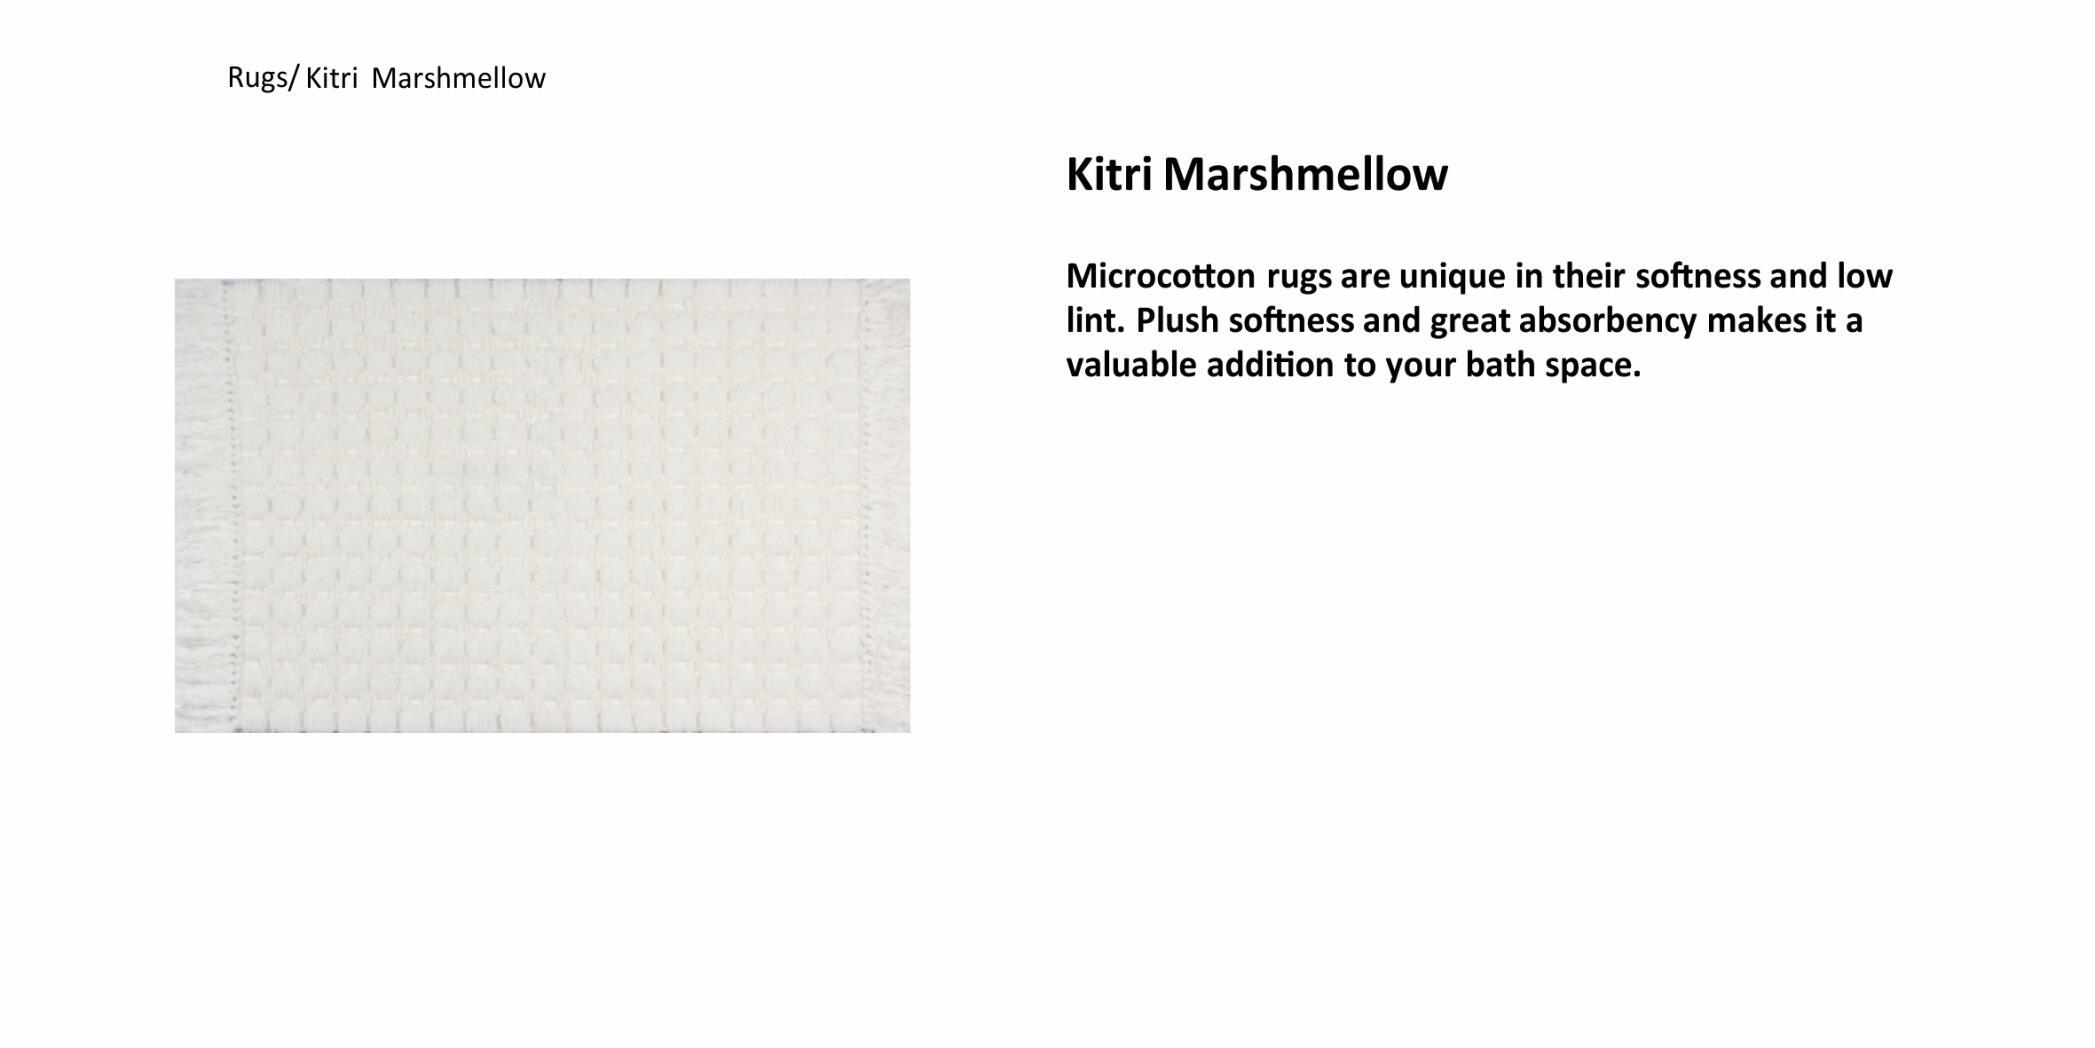 Rugs/ Kitri Marshmellow
Kitri Marshmellow
Microcotton rugs are unique in their softness and low
lint. Plush softness and great absorbency makes it a
valuable addition to your bath space.